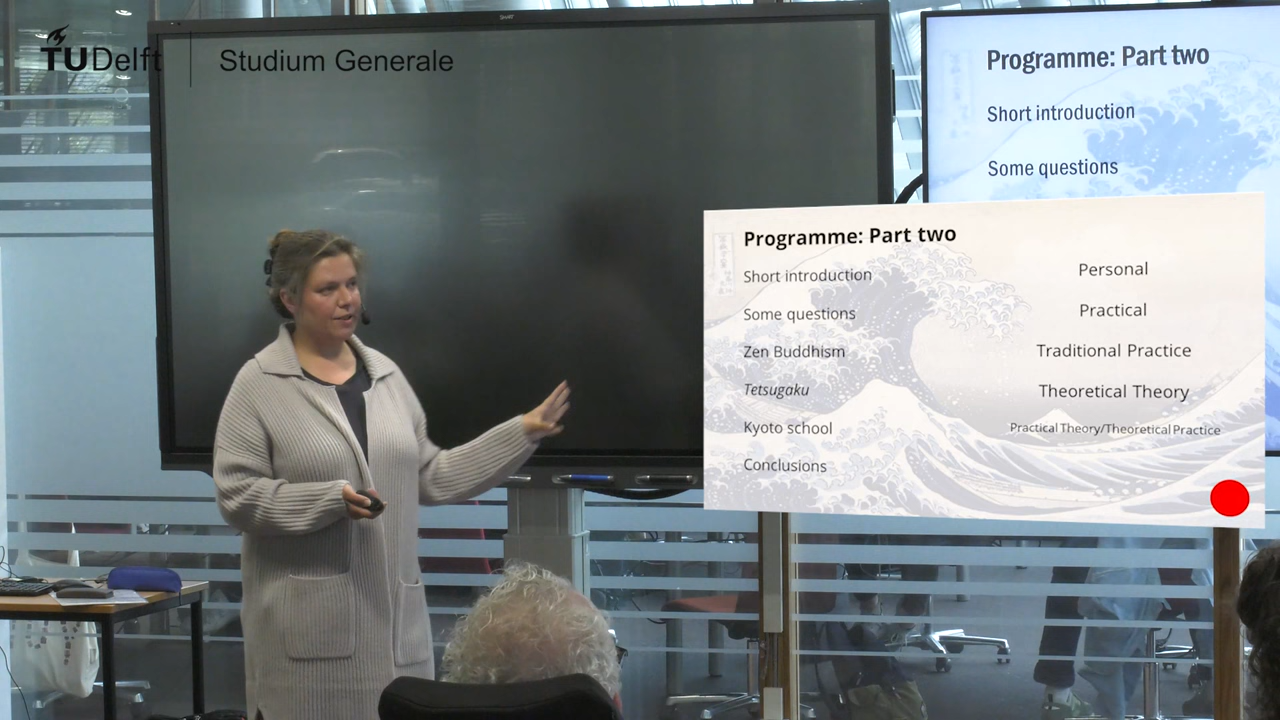 TUDelft
Studium Generale
SMART
Programme: Part two
Short introduction
Some questions
Programme: Part two
Short introduction
Personal
Some questions
Practical
Zen Buddhism
Traditional Practice
Tetsugaku
Theoretical Theory
Kyoto school
Practical Theory/Theoretical Practice
Conclusions